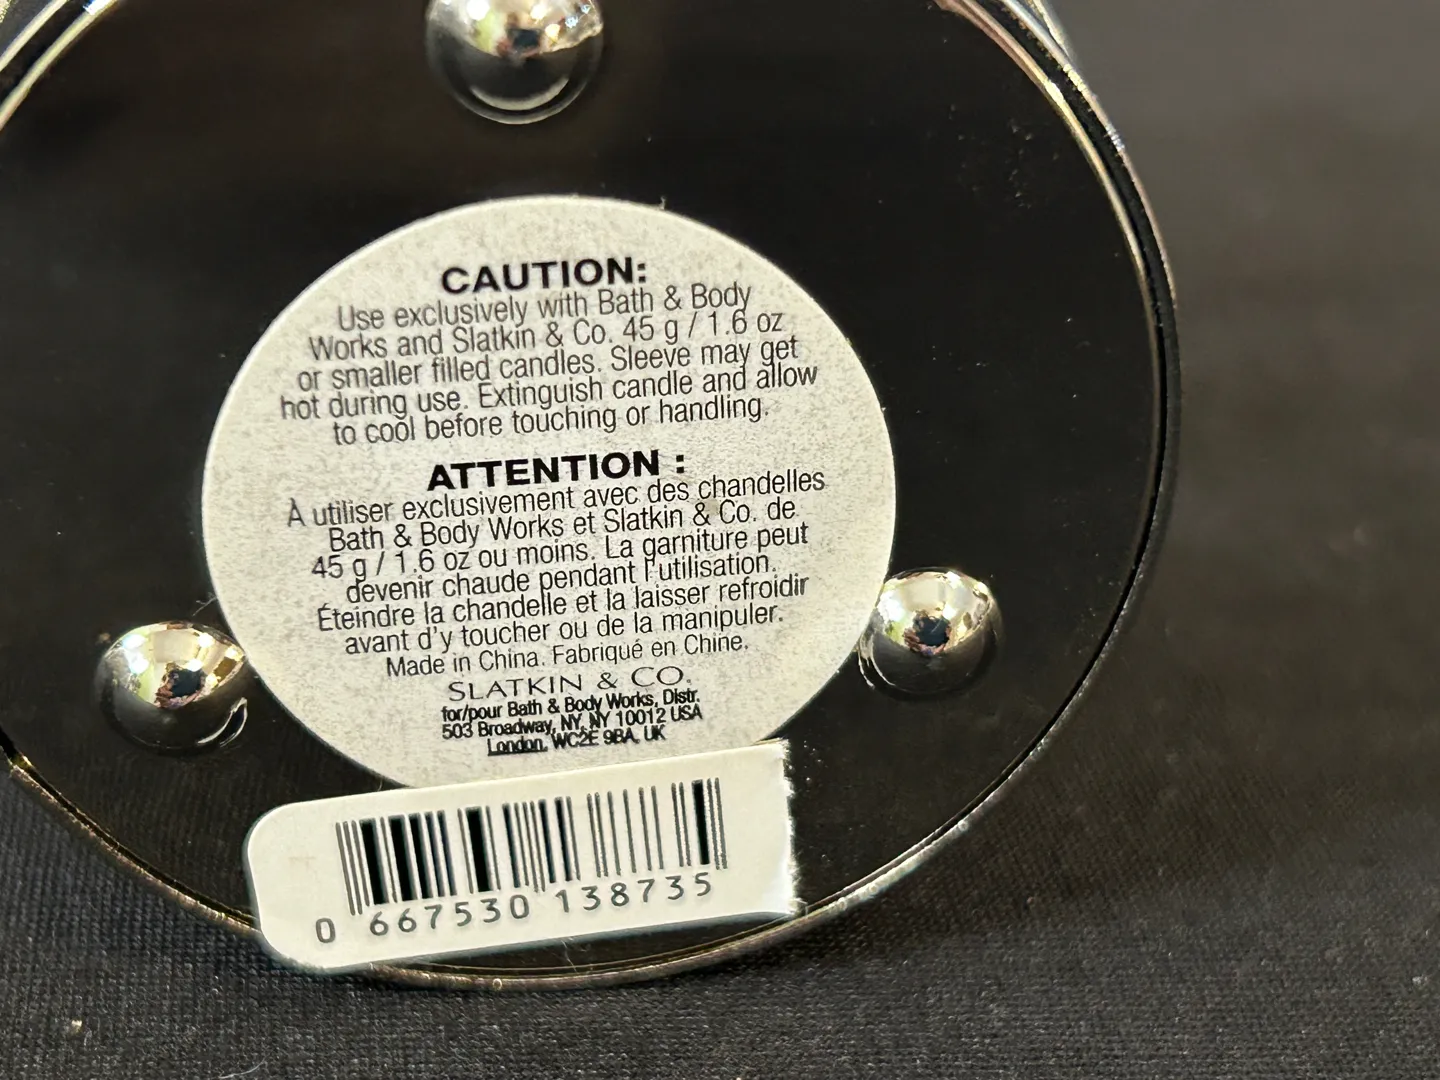 CAUTION:
Use exclusively with Bath & Body
Works and Slatkin & Co. 45 g / 1.6 oz
or smaller filled candles. Sleeve may get
hot during use. Extinguish candle and allow
to cool before touching or handling.
ATTENTION :
À utiliser exclusivement avec des chandelles
Bath & Body Works et Slatkin & Co. de
45 g / 1.6 oz ou moins. La garniture peut
devenir chaude pendant l'utilisation.
Éteindre la chandelle et la laisser refroidir
avant d'y toucher ou de la manipuler.
Made in China. Fabriqué en Chine.
SLATKIN & CO.
for/pour Bath & Body Works, Distr.
503 Broadway, NY, NY 10012 USA
London, WC2E 9BA, UK
0 667530 138735